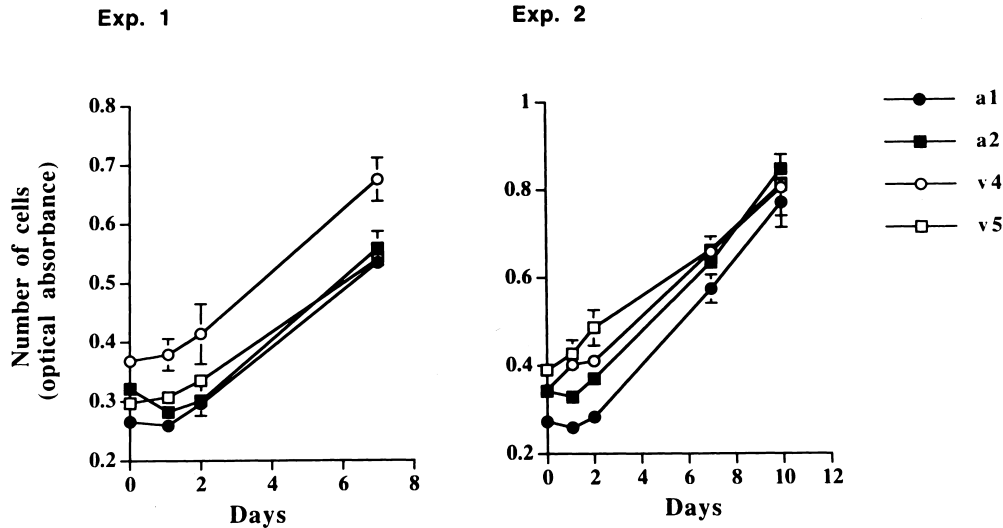 Exp. 1
Exp. 2
Number of cells
(optical absorbance)
0.8
0.7
0.6
0.5
0.4
0.3
0.2
0 2 4 6 8
Days
1
0.8
0.6
0.4
0.2
0 2 4 6 8 10 12
Days
a1
a2
v4
v5